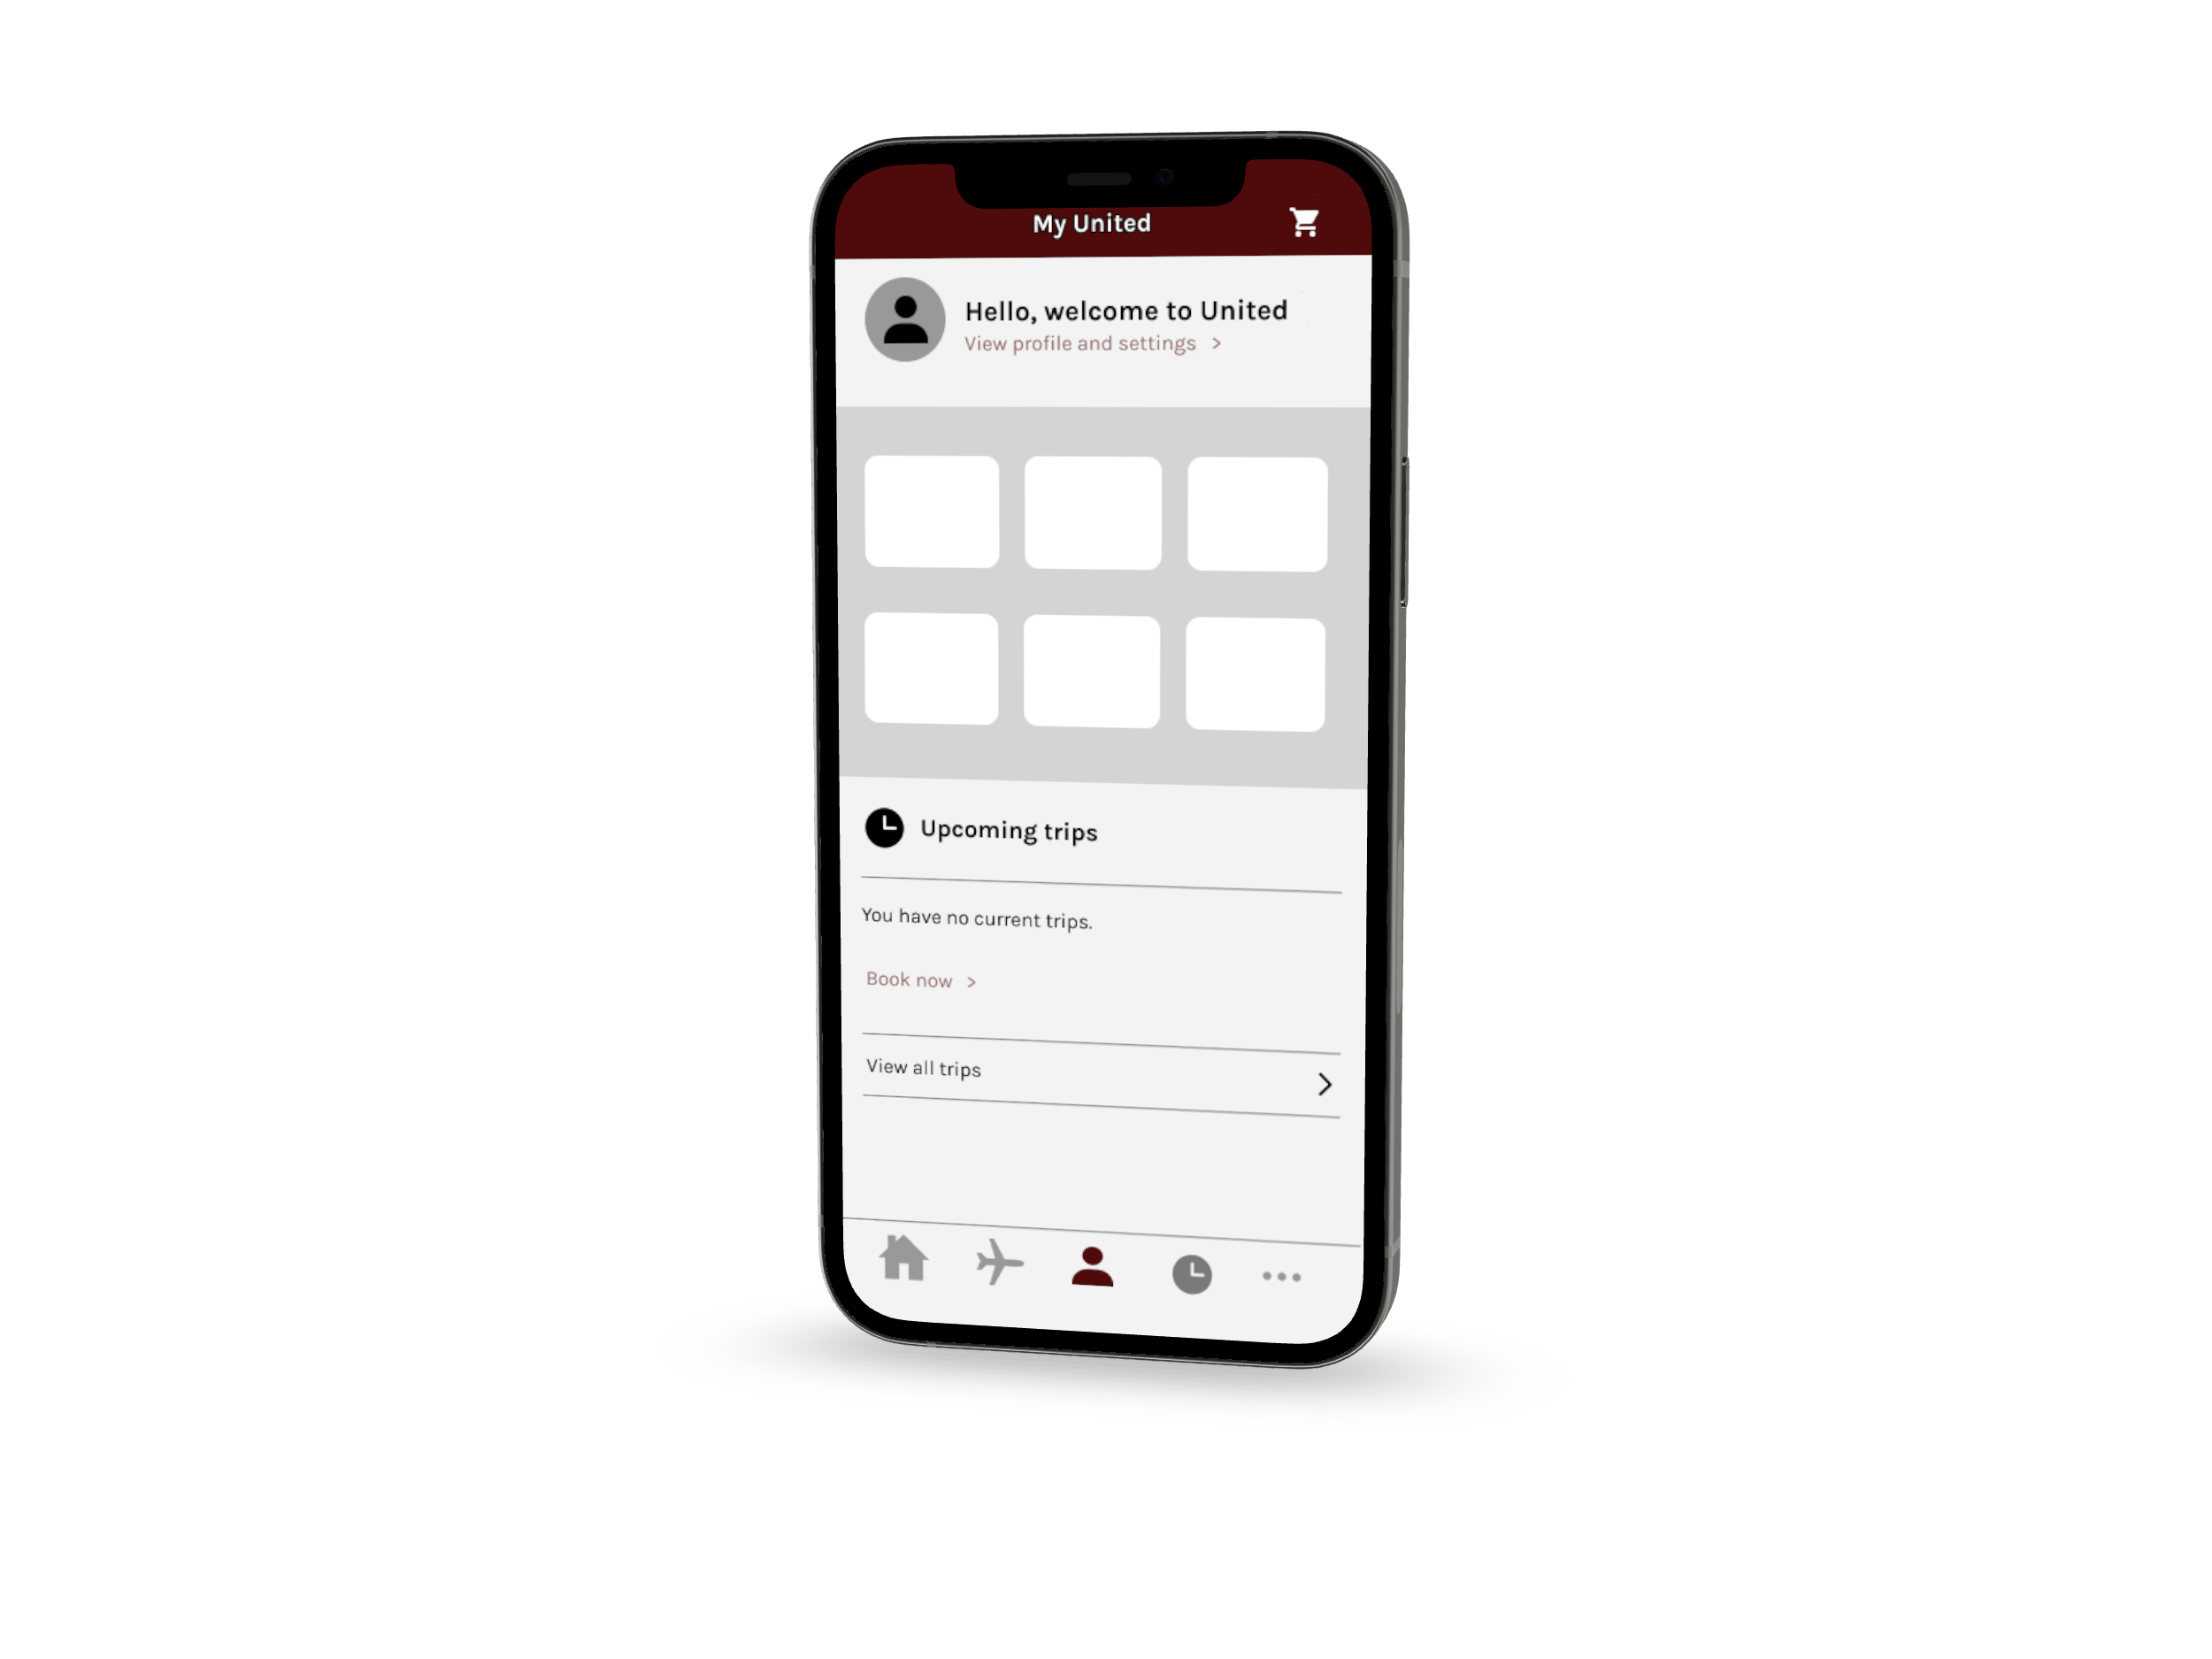 My United
Hello, welcome to United
View profile and settings >
Upcoming trips
You have no current trips.
Book now >
View all trips